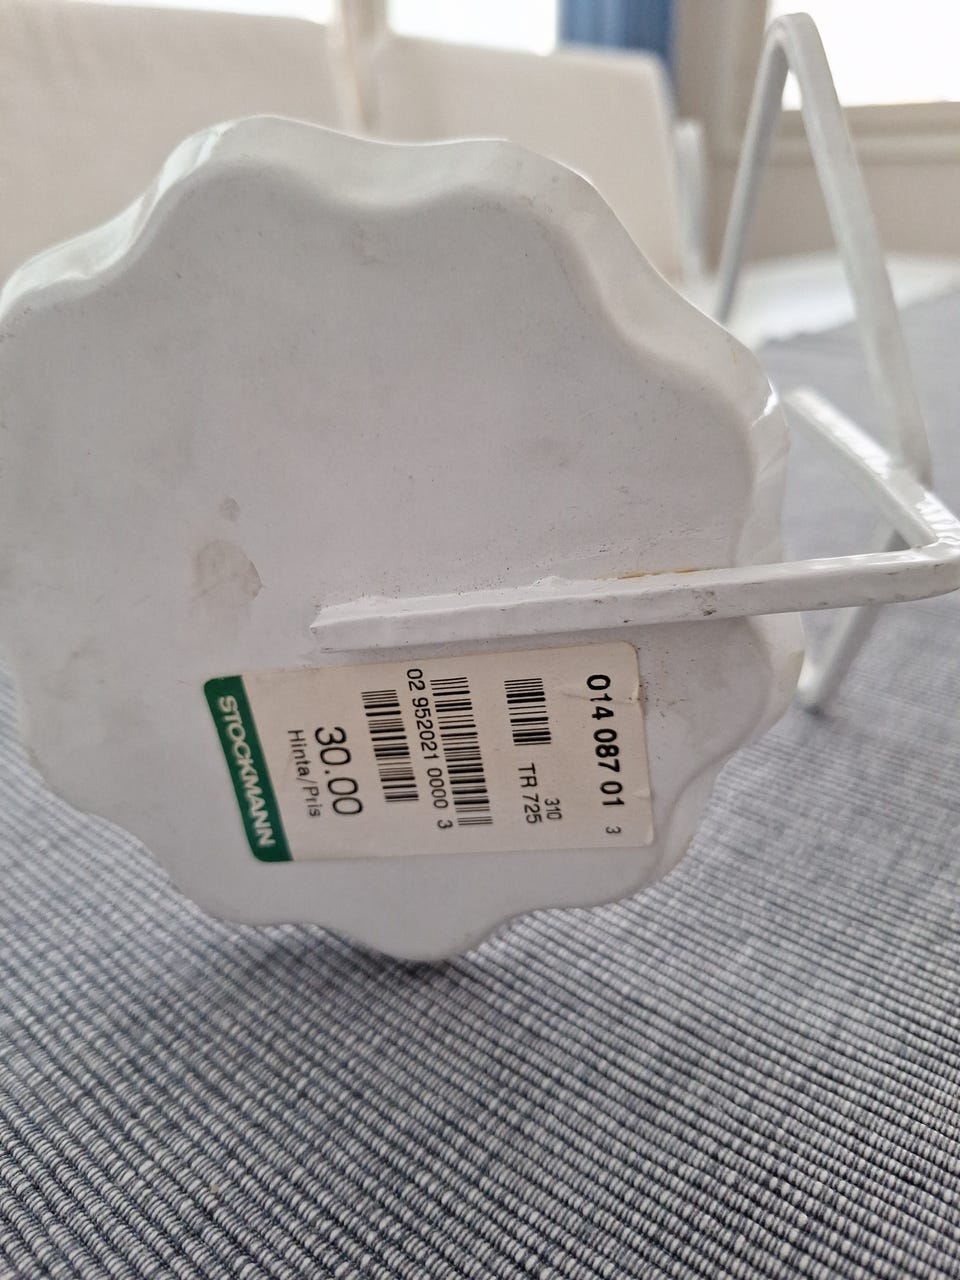 STOCKMANN
Hinta/Pris
30.00
02 952021 0000 3
310
TR 725
014 087 01 3